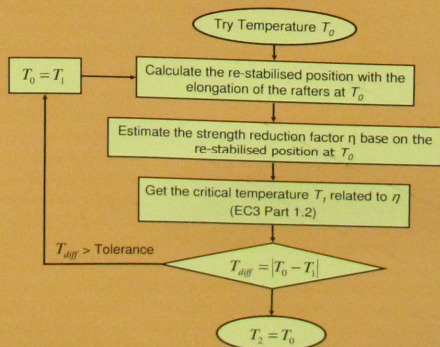 Try Temperature T₀
T₀ = T₁
Calculate the re-stabilised position with the
elongation of the rafters at T₀
Estimate the strength reduction factor η base on the
re-stabilised position at T₀
Get the critical temperature T₁ related to η
(EC3 Part 1.2)
T_diff > Tolerance
T_diff = |T₀ − T₁|
T₂ = T₀